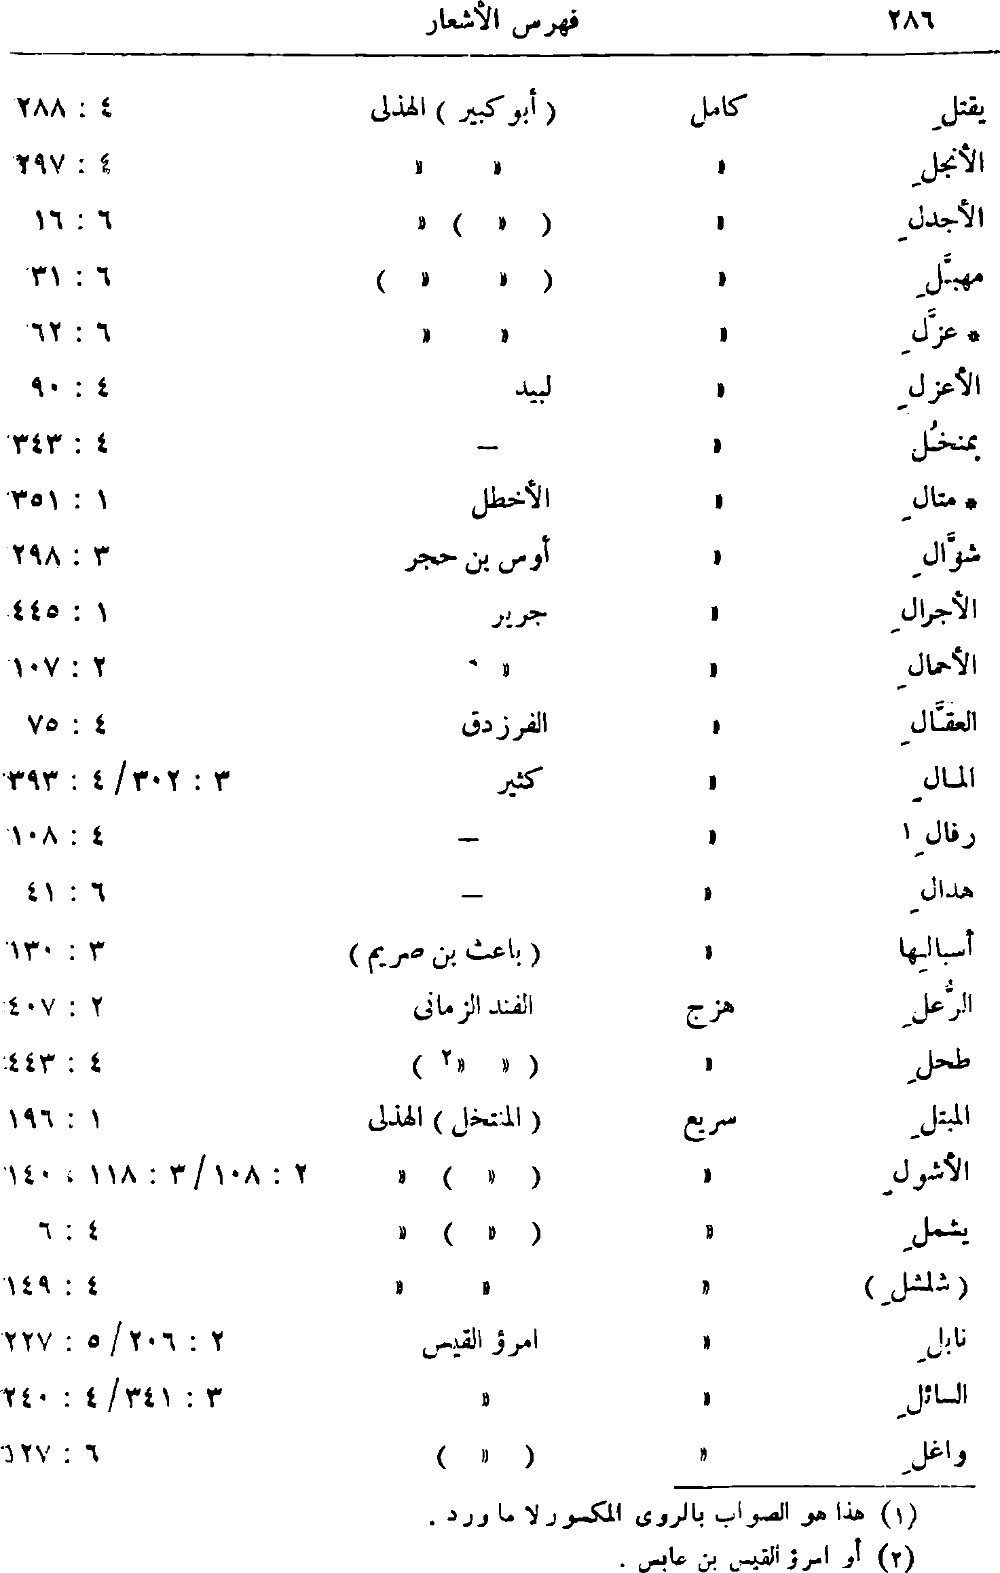 ٢٨٦ فهرس الأشعار
يقتلِ كامل ( أبو كبير ) الهذلى ٤ : ٢٨٨
الأنجلِ » » » ٤ : ٢٩٧
الأجدلِ » ( » ) » ٦ : ١٦
مهبَّلِ » ( » » ) ٦ : ٣١
* عزَّلِ » » » ٦ : ٦٢
الأعزلِ » لبيد ٤ : ٩٠
بمنخُل » — ٤ : ٣٤٣
* متالِ » الأخطل ١ : ٣٥١
شوَّالِ » أوس بن حجر ٣ : ٢٩٨
الأجرالِ » جرير ١ : ٤٤٥
الأحمالِ » » ٢ : ١٠٧
العقَّالِ » الفرزدق ٤ : ٧٥
المالِ » كثير ٣ : ٣٠٢/ ٤ : ٣٩٣
رفالِ ١ » — ٤ : ١٠٨
هدالِ » — ٦ : ٤١
أسبالِها » ( باعث بن صريم ) ٣ : ١٣٠
الرُّعلِ هزج الفند الزمانى ٢ : ٤٠٧
طحلِ » ( » »٢ ) ٤ : ٤٤٣
المبتلِ سريع ( المنتخل ) الهذلى ١ : ١٩٦
الأشولِ » ( » ) » ٢ : ١٠٨/ ٣ : ١١٨ ، ١٤٠
يشملِ » ( » ) » ٤ : ٦
( شلشلِ ) » » » ٤ : ١٤٩
نابلِ » امرؤ القيس ٢ : ٢٠٦/ ٥ : ٢٢٧
السائلِ » » ٣ : ٣٤١/ ٤ : ٢٤٠
واغلِ » ( » ) ٦ : ٢٧
(١) هذا هو الصواب بالروى المكسور لا ما ورد .
(٢) أو امرؤ القيس بن عابس .